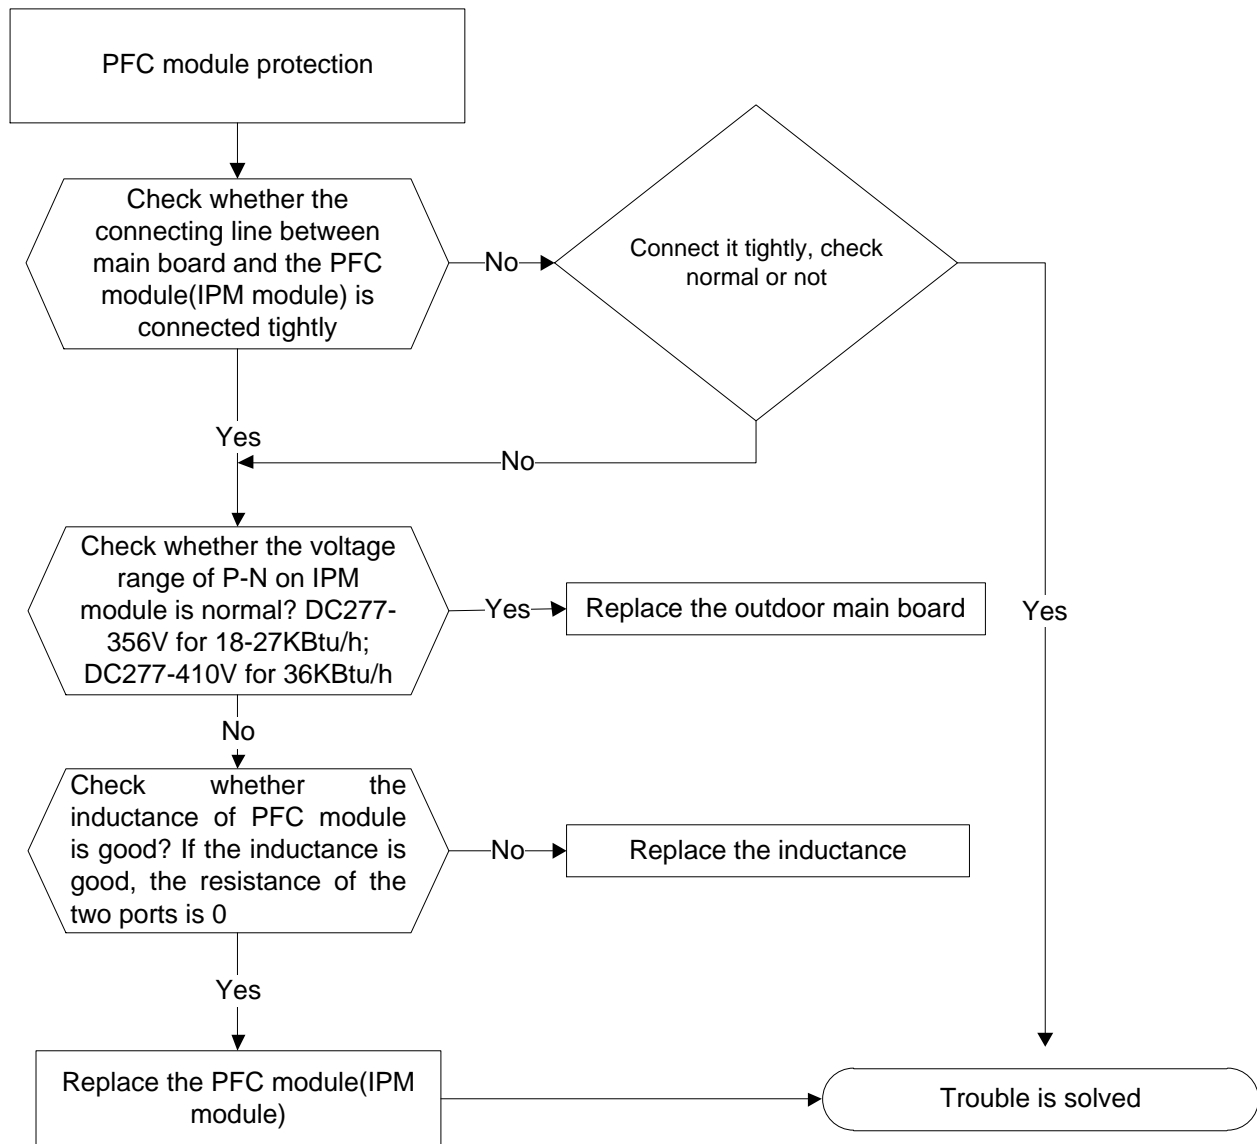 PFC module protection
Check whether the
connecting line between
main board and the PFC
module(IPM module) is
connected tightly
No
Connect it tightly, check
normal or not
Yes
No
Check whether the voltage
range of P-N on IPM
module is normal? DC277-
356V for 18-27KBtu/h;
DC277-410V for 36KBtu/h
Yes
Replace the outdoor main board
Yes
No
Check whether the
inductance of PFC module
is good? If the inductance is
good, the resistance of the
two ports is 0
No
Replace the inductance
Yes
Replace the PFC module(IPM
module)
Trouble is solved